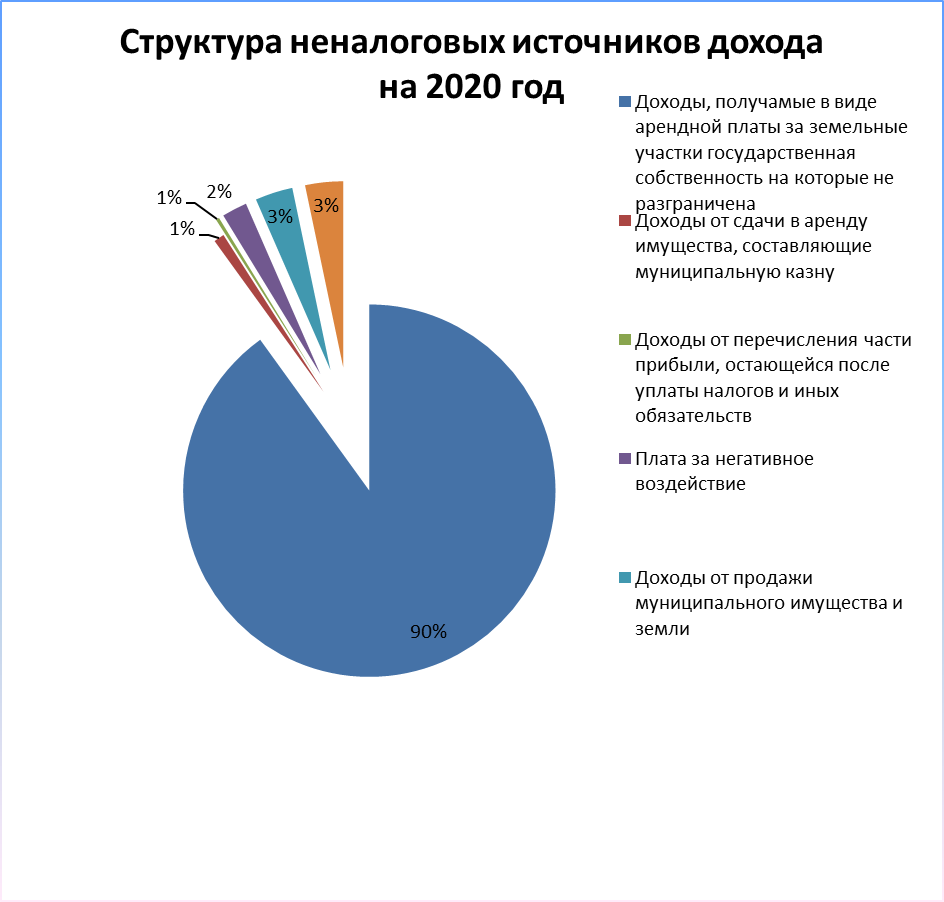 Структура неналоговых источников дохода
на 2020 год
Доходы, получамые в виде
арендной платы за земельные
участки государственная
собственность на которые не
разграничена
Доходы от сдачи в аренду
имущества, составляющие
муниципальную казну
Доходы от перечисления части
прибыли, остающейся после
уплаты налогов и иных
обязательств
Плата за негативное
воздействие
Доходы от продажи
муниципального имущества и
земли
1%
2%
1%
3%
3%
90%